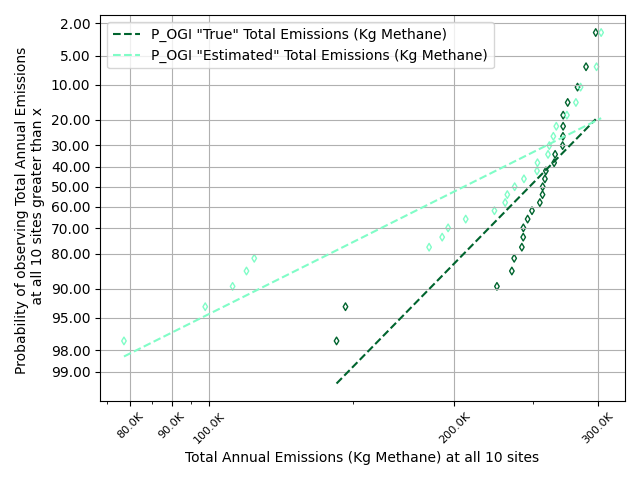 P_OGI "True" Total Emissions (Kg Methane)
P_OGI "Estimated" Total Emissions (Kg Methane)
Probability of observing Total Annual Emissions
at all 10 sites greater than x
2.00
5.00
10.00
20.00
30.00
40.00
50.00
60.00
70.00
80.00
90.00
95.00
98.00
99.00
80.0K
90.0K
100.0K
200.0K
300.0K
Total Annual Emissions (Kg Methane) at all 10 sites